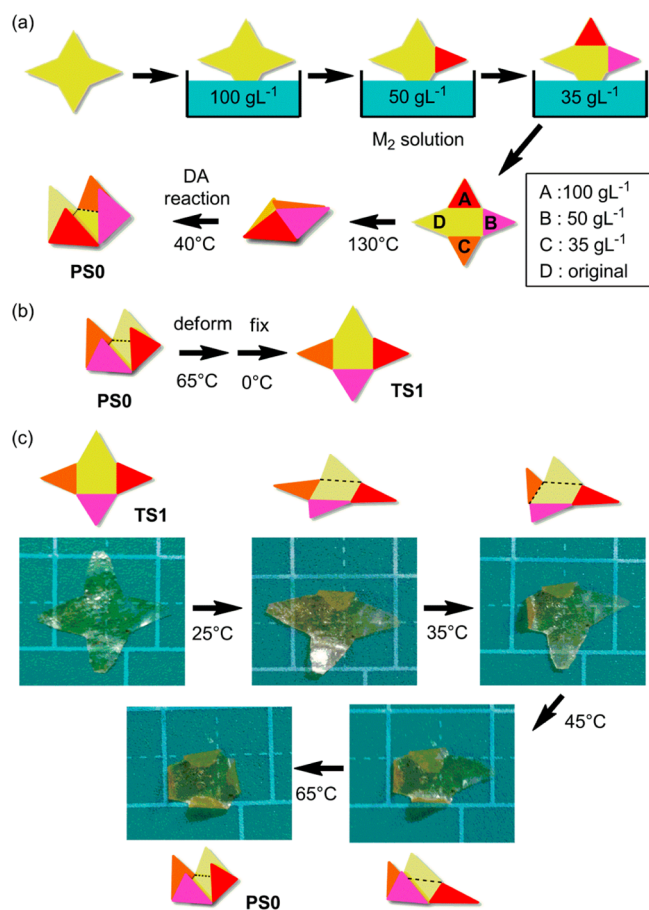 (a)
100 gL-1
50 gL-1
35 gL-1
M2 solution
DA
reaction
40°C
130°C
PS0
A
B
C
D
A :100 gL-1
B : 50 gL-1
C : 35 gL-1
D : original
(b)
deform
fix
65°C
0°C
PS0
TS1
(c)
TS1
25°C
35°C
45°C
65°C
PS0